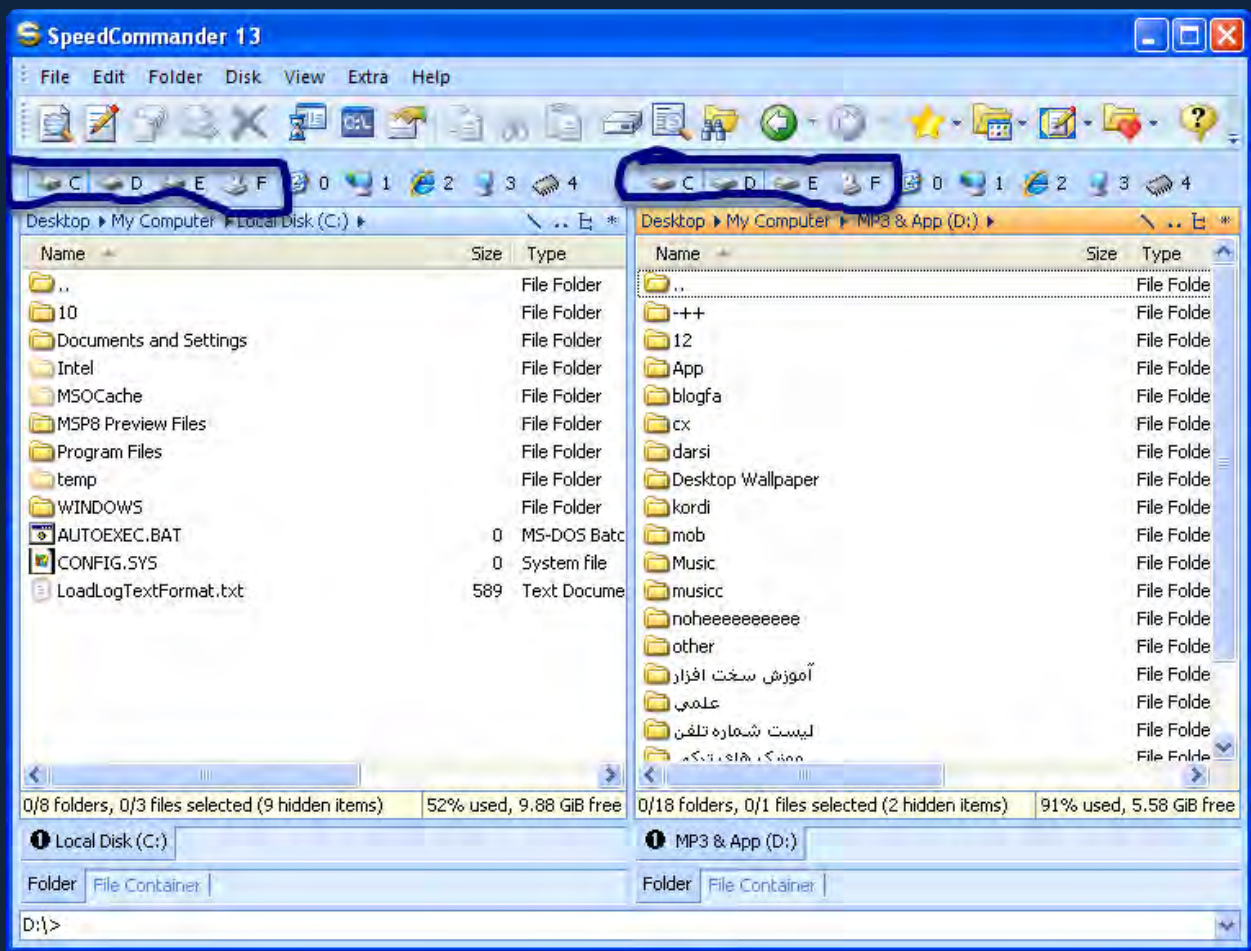 SpeedCommander 13
File Edit Folder Disk View Extra Help
C:\.
C D E F 0 1 2 3 4
C D E F 0 1 2 3 4
Desktop My Computer Local Disk (C:) \ .. *
Name Size Type
.. File Folder
10 File Folder
Documents and Settings File Folder
Intel File Folder
MSOCache File Folder
MSP8 Preview Files File Folder
Program Files File Folder
temp File Folder
WINDOWS File Folder
AUTOEXEC.BAT 0 MS-DOS Batc
CONFIG.SYS 0 System file
LoadLogTextFormat.txt 589 Text Docume
0/8 folders, 0/3 files selected (9 hidden items) 52% used, 9.88 GiB free
1 Local Disk (C:)
Folder File Container
Desktop My Computer MP3 & App (D:) \ .. *
Name Size Type
.. File Folde
-++ File Folde
12 File Folde
App File Folde
blogfa File Folde
cx File Folde
darsi File Folde
Desktop Wallpaper File Folde
kordi File Folde
mob File Folde
Music File Folde
musicc File Folde
noheeeeeeeeee File Folde
other File Folde
آموزش سخت افزار File Folde
علمي File Folde
ليست شماره تلفن File Folde
File Folde
0/18 folders, 0/1 files selected (2 hidden items) 91% used, 5.58 GiB free
1 MP3 & App (D:)
Folder File Container
D:\>